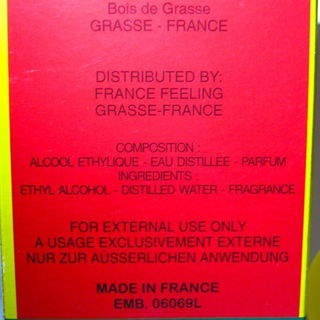 Bois de Grasse
GRASSE - FRANCE
DISTRIBUTED BY:
FRANCE FEELING
GRASSE-FRANCE
COMPOSITION :
ALCOOL ETHYLIQUE - EAU DISTILLEE - PARFUM
INGREDIENTS :
ETHYL ALCOHOL - DISTILLED WATER - FRAGRANCE
FOR EXTERNAL USE ONLY
A USAGE EXCLUSIVEMENT EXTERNE
NUR ZUR AÜSSERLICHEN ANWENDUNG
MADE IN FRANCE
EMB. 06069L